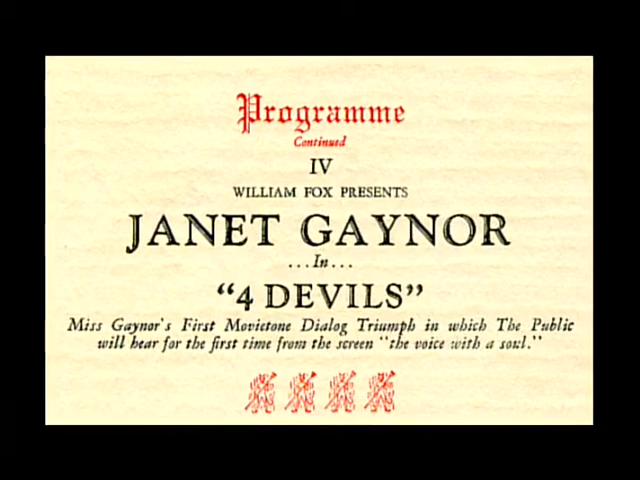 Programme
Continued
IV
WILLIAM FOX PRESENTS
JANET GAYNOR
...In...
"4 DEVILS"
Miss Gaynor's First Movietone Dialog Triumph in which The Public
will hear for the first time from the screen "the voice with a soul."